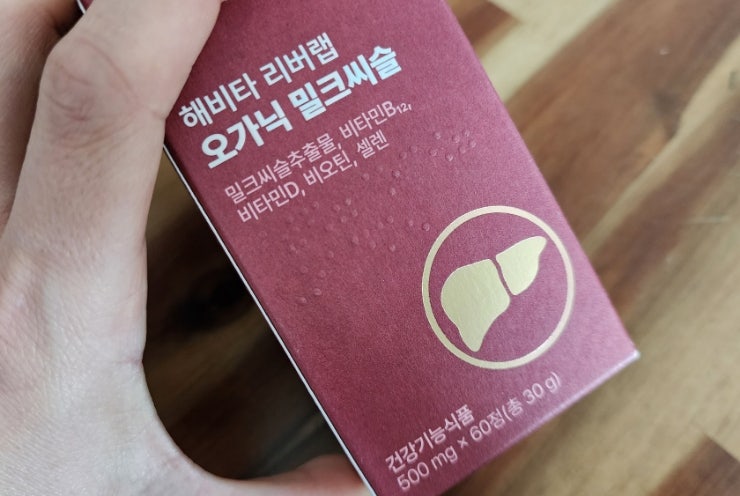 해비타 리버랩
오가닉 밀크씨슬
밀크씨슬추출물, 비타민B₁₂,
비타민D, 비오틴, 셀렌
건강기능식품
500 mg × 60정(총 30 g)